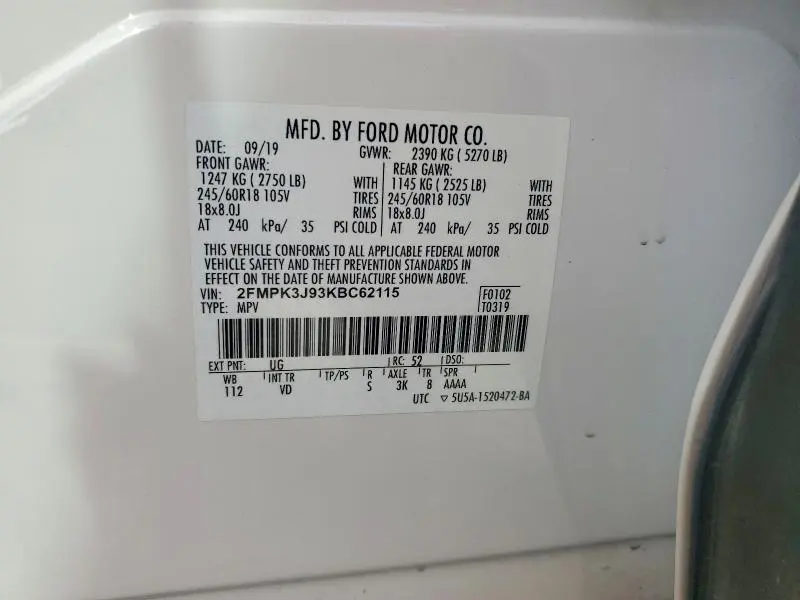 MFD. BY FORD MOTOR CO.
DATE: 09/19 GVWR: 2390 KG ( 5270 LB)
FRONT GAWR: REAR GAWR:
1247 KG ( 2750 LB) WITH 1145 KG ( 2525 LB) WITH
245/60R18 105V TIRES 245/60R18 105V TIRES
18x8.0J RIMS 18x8.0J RIMS
AT 240 kPa/ 35 PSI COLD AT 240 kPa/ 35 PSI COLD
THIS VEHICLE CONFORMS TO ALL APPLICABLE FEDERAL MOTOR
VEHICLE SAFETY AND THEFT PREVENTION STANDARDS IN
EFFECT ON THE DATE OF MANUFACTURE SHOWN ABOVE.
VIN: 2FMPK3J93KBC62115 F0102
TYPE: MPV T0319
EXT PNT: UG RC: 52 DSO:
WB INT TR TP/PS R AXLE TR SPR
112 VD S 3K 8 AAAA
UTC ▽ 5U5A-1520472-BA